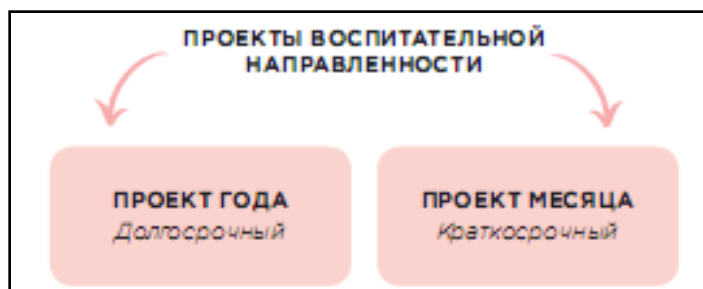 ПРОЕКТЫ ВОСПИТАТЕЛЬНОЙ
НАПРАВЛЕННОСТИ
ПРОЕКТ ГОДА
Долгосрочный
ПРОЕКТ МЕСЯЦА
Краткосрочный